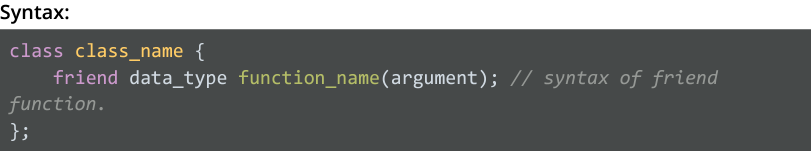 Syntax:
class class_name {
    friend data_type function_name(argument); // syntax of friend
function.
};